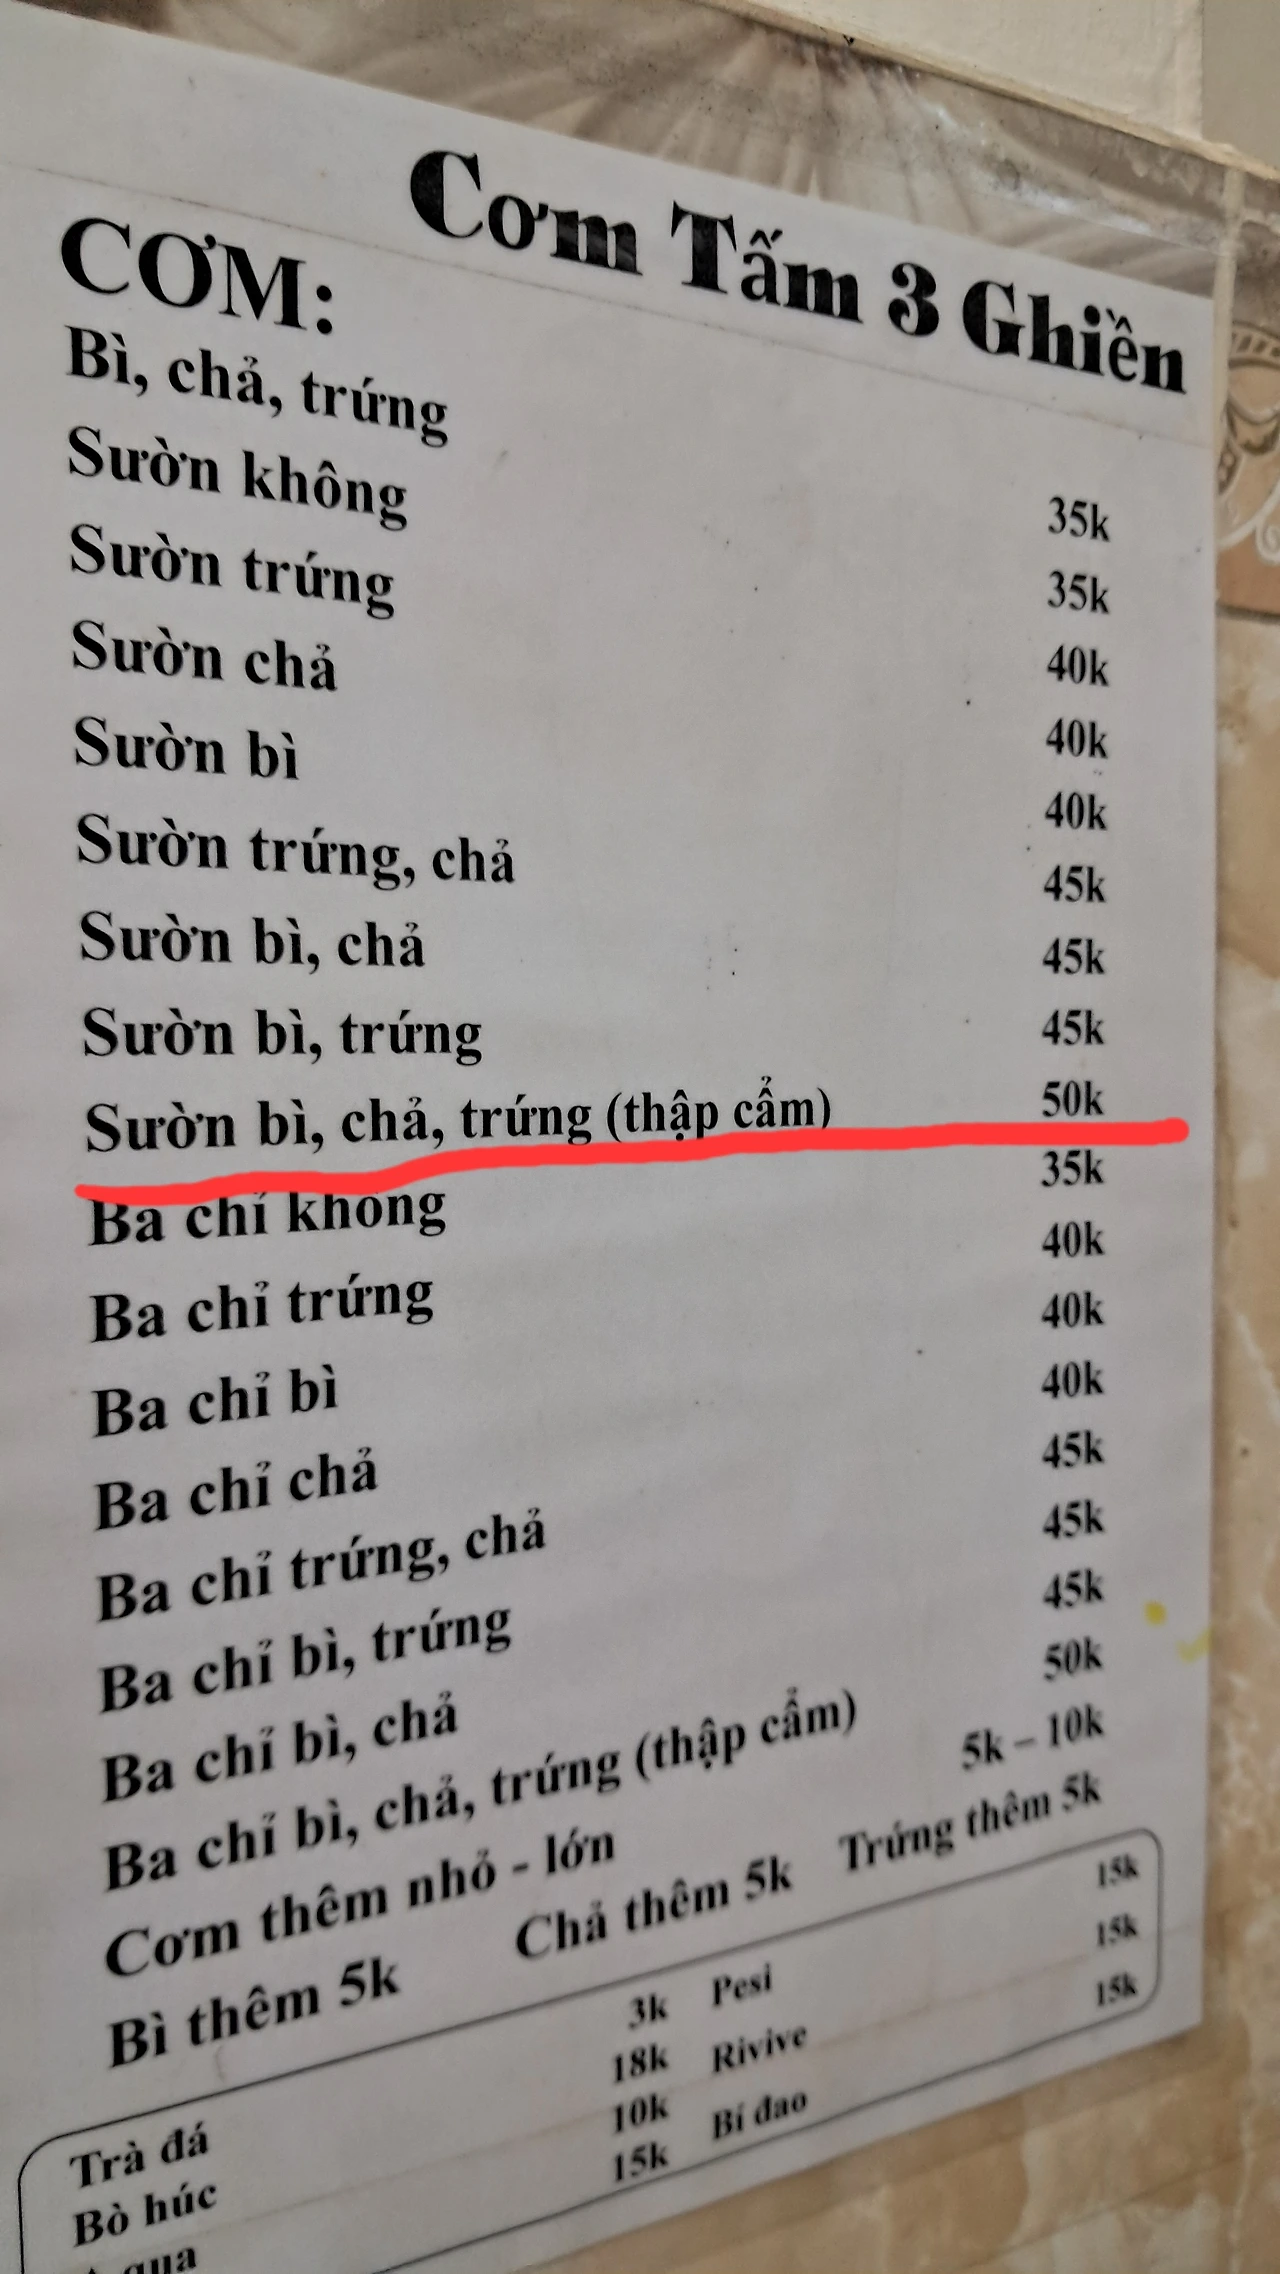 Cơm Tấm 3 Ghiền
CƠM:
Bì, chả, trứng 35k
Sườn không 35k
Sườn trứng 40k
Sườn chả 40k
Sườn bì 40k
Sườn trứng, chả 45k
Sườn bì, chả 45k
Sườn bì, trứng 45k
Sườn bì, chả, trứng (thập cẩm) 50k
Ba chỉ không 35k
Ba chỉ trứng 40k
Ba chỉ bì 40k
Ba chỉ chả 40k
Ba chỉ trứng, chả 45k
Ba chỉ bì, trứng 45k
Ba chỉ bì, chả 45k
Ba chỉ bì, chả, trứng (thập cẩm) 50k
Cơm thêm nhỏ - lớn 5k – 10k
Bì thêm 5k Chả thêm 5k Trứng thêm 5k
Trà đá 3k Pesi 15k
Bò húc 18k Rivive 15k
qua 10k Bí đao 15k
15k